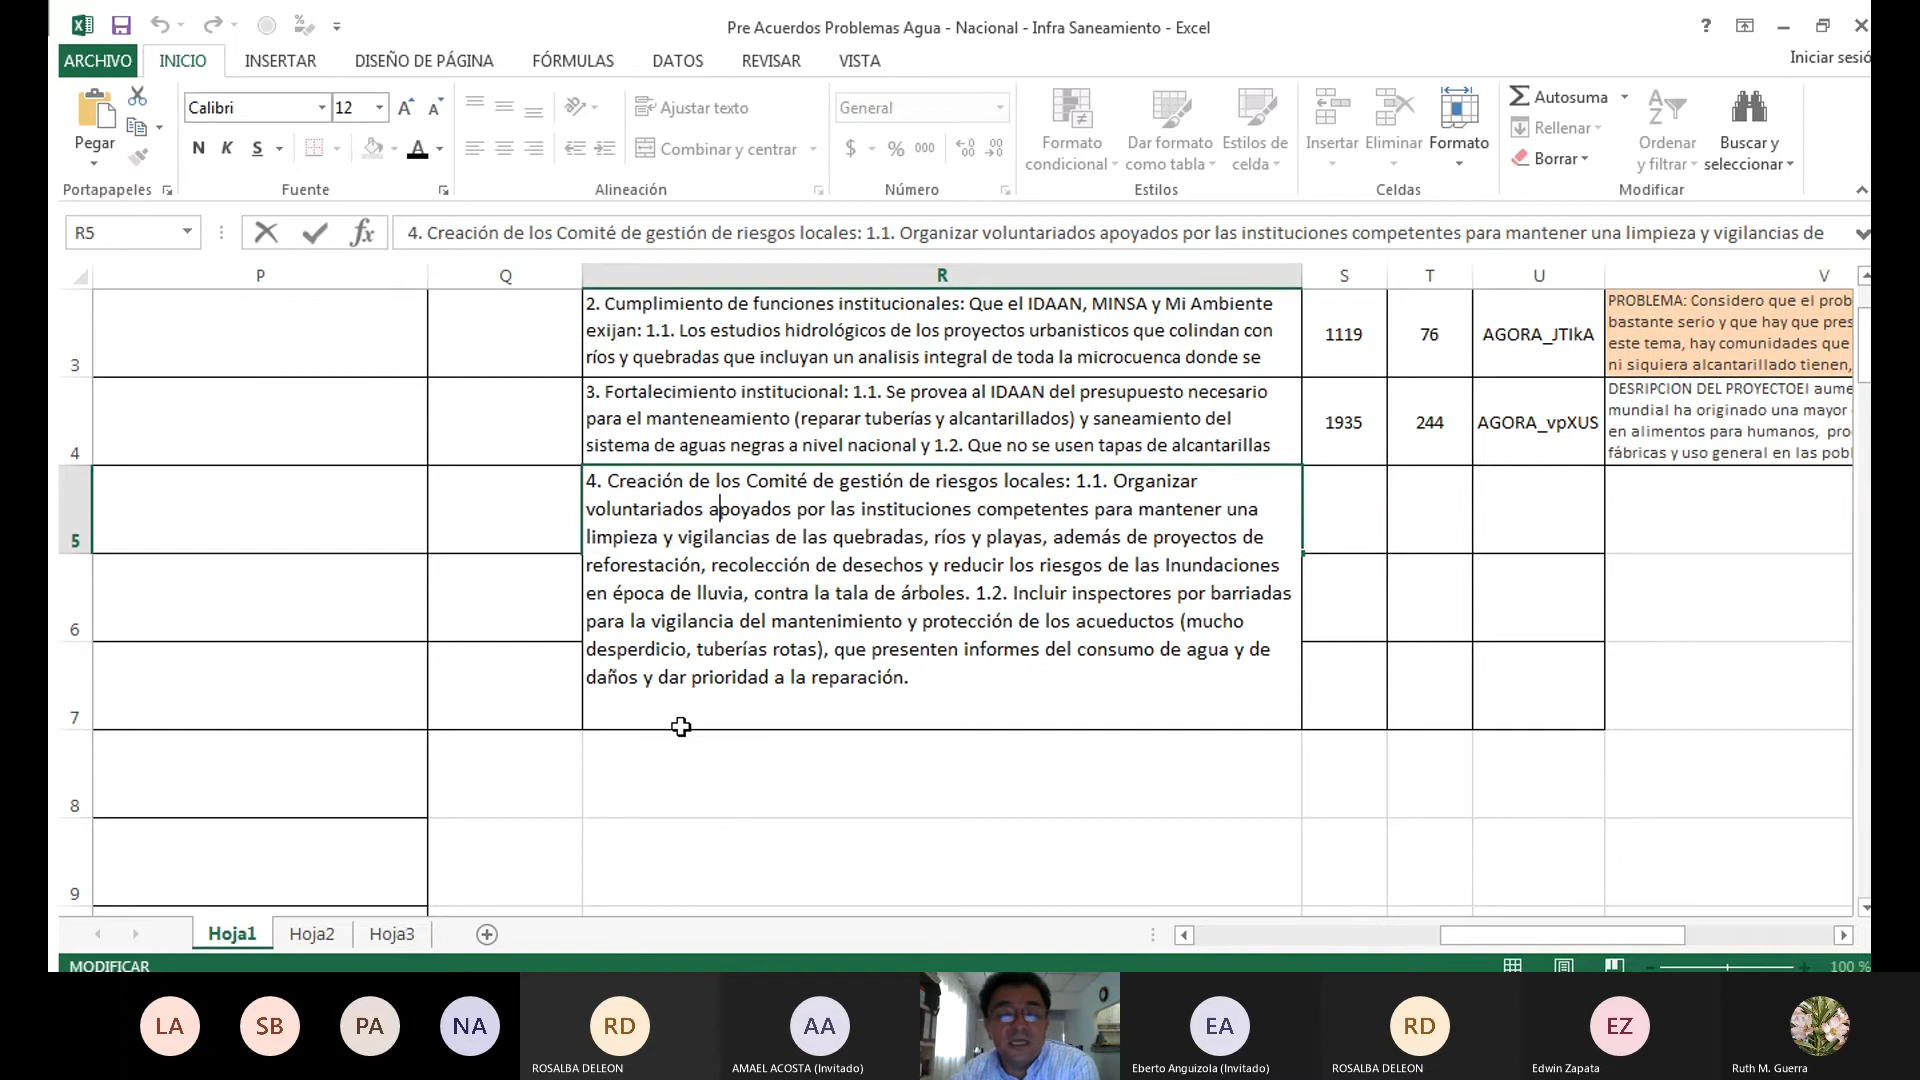 Pre Acuerdos Problemas Agua - Nacional - Infra Saneamiento - Excel
?
ARCHIVO INICIO INSERTAR DISEÑO DE PÁGINA FÓRMULAS DATOS REVISAR VISTA
Iniciar sesió
Calibri 12
Ajustar texto
General
Autosuma
Pegar
N K S
Combinar y centrar
$ % 000
Formato
condicional
Dar formato
como tabla
Estilos de
celda
Insertar Eliminar Formato
Rellenar
Borrar
Ordenar
y filtrar
Buscar y
seleccionar
Portapapeles Fuente Alineación Número Estilos Celdas Modificar
R5
fx
4. Creación de los Comité de gestión de riesgos locales: 1.1. Organizar voluntariados apoyados por las instituciones competentes para mantener una limpieza y vigilancias de
P Q R S T U V
3
2. Cumplimiento de funciones institucionales: Que el IDAAN, MINSA y Mi Ambiente
exijan: 1.1. Los estudios hidrológicos de los proyectos urbanisticos que colindan con
ríos y quebradas que incluyan un analisis integral de toda la microcuenca donde se
1119
76
AGORA_JTIkA
PROBLEMA: Considero que el prob
bastante serio y que hay que pres
este tema, hay comunidades que
ni siquiera alcantarillado tienen,
4
3. Fortalecimiento institucional: 1.1. Se provea al IDAAN del presupuesto necesario
para el manteneamiento (reparar tuberías y alcantarillados) y saneamiento del
sistema de aguas negras a nivel nacional y 1.2. Que no se usen tapas de alcantarillas
1935
244
AGORA_vpXUS
DESRIPCION DEL PROYECTOEl aume
mundial ha originado una mayor
en alimentos para humanos, pro
fábricas y uso general en las pobl
5
4. Creación de los Comité de gestión de riesgos locales: 1.1. Organizar
voluntariados apoyados por las instituciones competentes para mantener una
limpieza y vigilancias de las quebradas, ríos y playas, además de proyectos de
reforestación, recolección de desechos y reducir los riesgos de las Inundaciones
en época de lluvia, contra la tala de árboles. 1.2. Incluir inspectores por barriadas
para la vigilancia del mantenimiento y protección de los acueductos (mucho
desperdicio, tuberías rotas), que presenten informes del consumo de agua y de
daños y dar prioridad a la reparación.
6
7
8
9
Hoja1 Hoja2 Hoja3
MODIFICAR
100 %
LA SB PA NA RD AA EA RD EZ
ROSALBA DELEON
AMAEL ACOSTA (Invitado)
Eberto Anguizola (Invitado)
ROSALBA DELEON
Edwin Zapata
Ruth M. Guerra